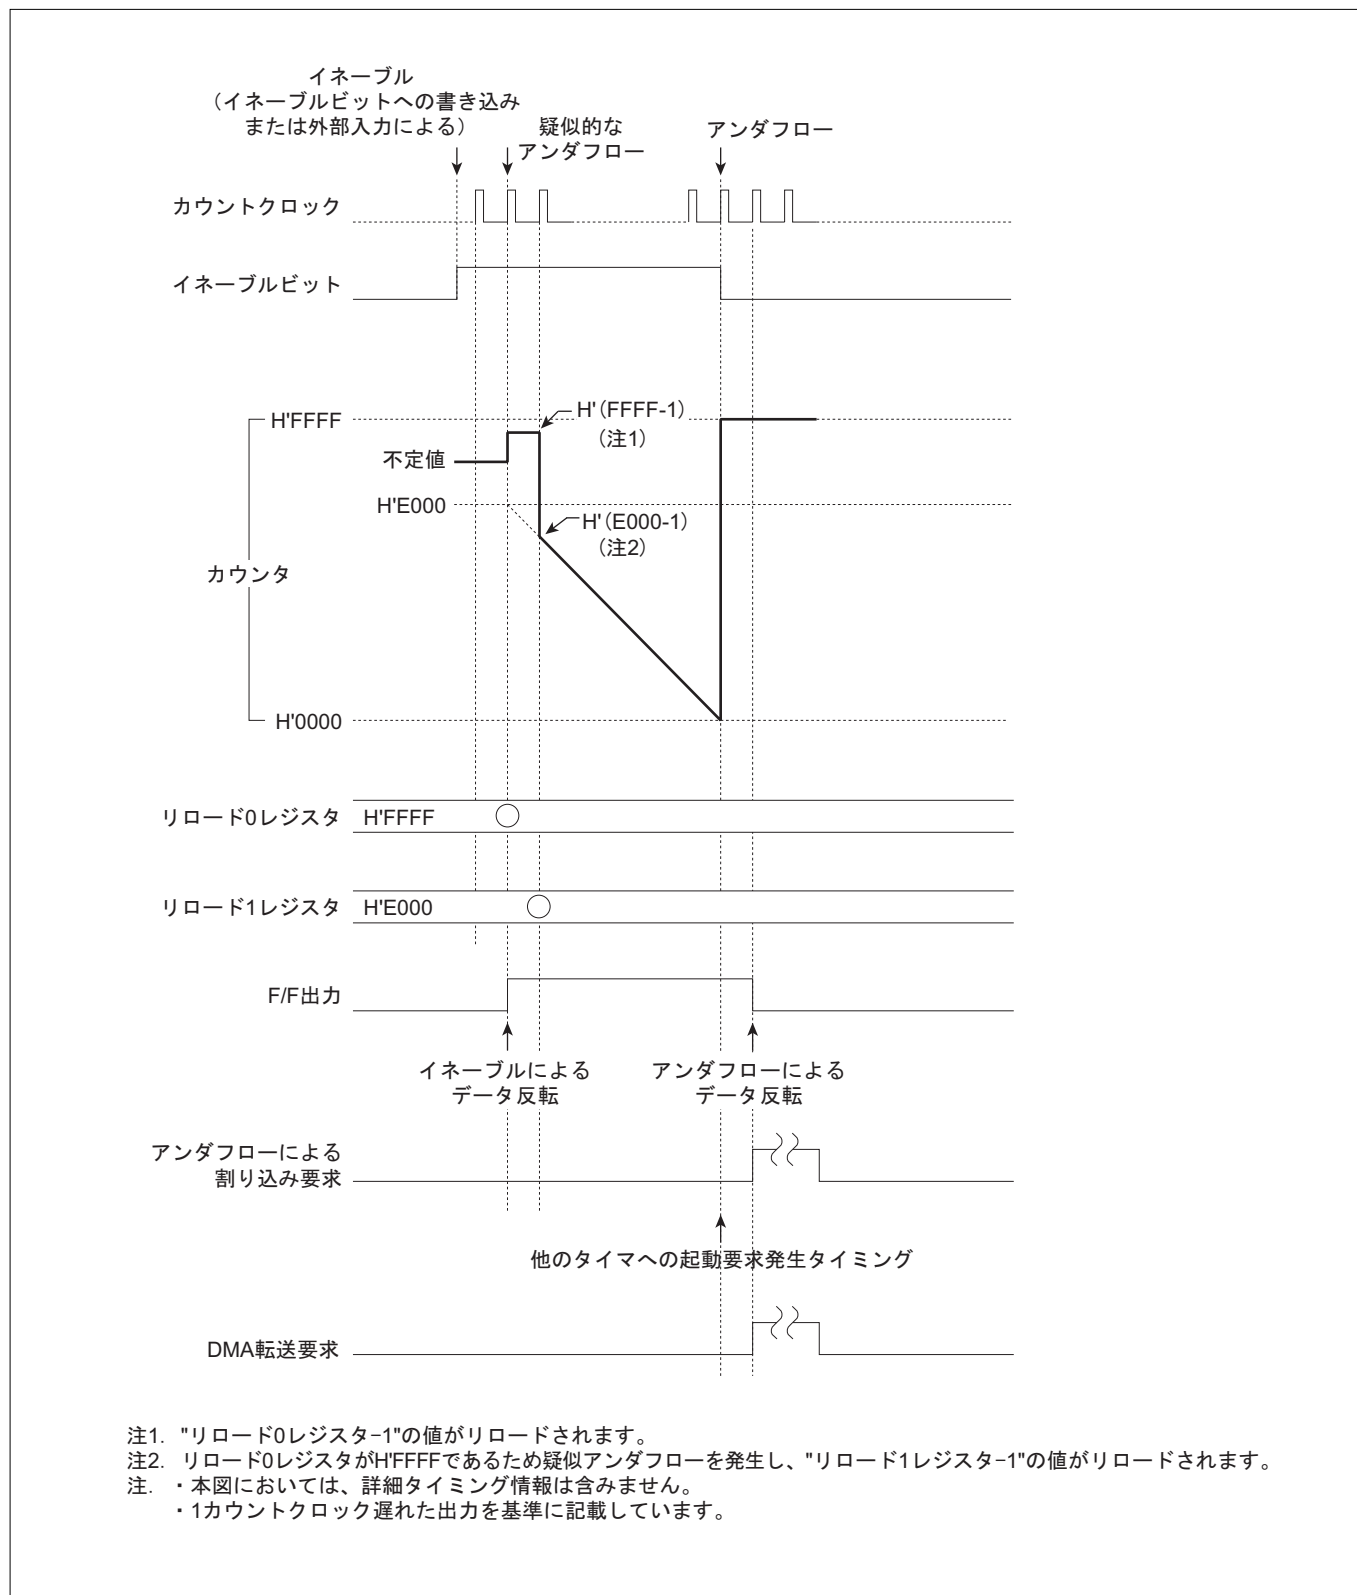 イネーブル
（イネーブルビットへの書き込み
または外部入力による）
疑似的な
アンダフロー
アンダフロー
カウントクロック
イネーブルビット
H'FFFF
H'（FFFF-1）
（注1）
不定値
H'E000
H'（E000-1）
（注2）
カウンタ
H'0000
リロード0レジスタ H'FFFF
リロード1レジスタ H'E000
F/F出力
イネーブルによる
データ反転
アンダフローによる
データ反転
アンダフローによる
割り込み要求
他のタイマへの起動要求発生タイミング
DMA転送要求
注1. "リロード0レジスタ−1"の値がリロードされます。
注2. リロード0レジスタがH'FFFFであるため疑似アンダフローを発生し、"リロード1レジスタ−1"の値がリロードされます。
注. ・本図においては、詳細タイミング情報は含みません。
・1カウントクロック遅れた出力を基準に記載しています。